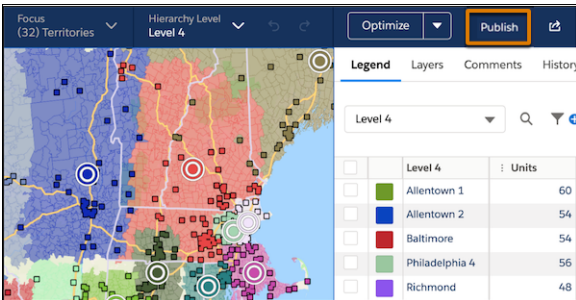 Focus
(32) Territories
Hierarchy Level
Level 4
Optimize
Publish
Legend Layers Comments History
Level 4
Level 4 Units
Allentown 1 60
Allentown 2 54
Baltimore 54
Philadelphia 4 56
Richmond 48